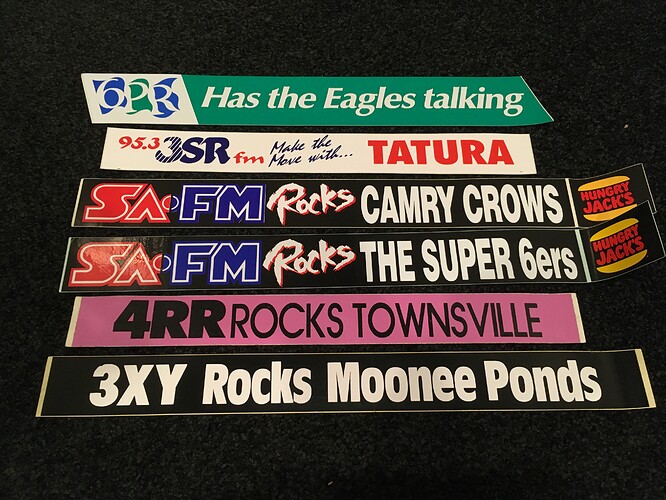 6PR Has the Eagles talking
95.3 3SR fm Make the Move with... TATURA
SA•FM Rocks CAMRY CROWS HUNGRY JACK'S
SA•FM Rocks THE SUPER 6ers HUNGRY JACK'S
4RR ROCKS TOWNSVILLE
3XY Rocks Moonee Ponds